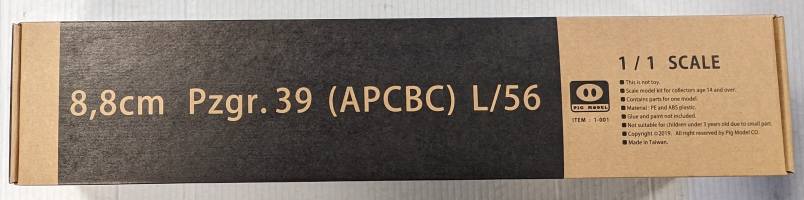 8,8cm Pzgr. 39 (APCBC) L/56
PIG MODEL
ITEM : 1-001
1/1 SCALE
■ This is not toy.
■ Scale model kit for collectors age 14 and over.
■ Contains parts for one model.
■ Material : PE and ABS plastic.
■ Glue and paint not included.
■ Not suitable for children under 3 years old due to small part.
■ Copyright ©2019. All right reserved by Pig Model CO.
■ Made in Taiwan.